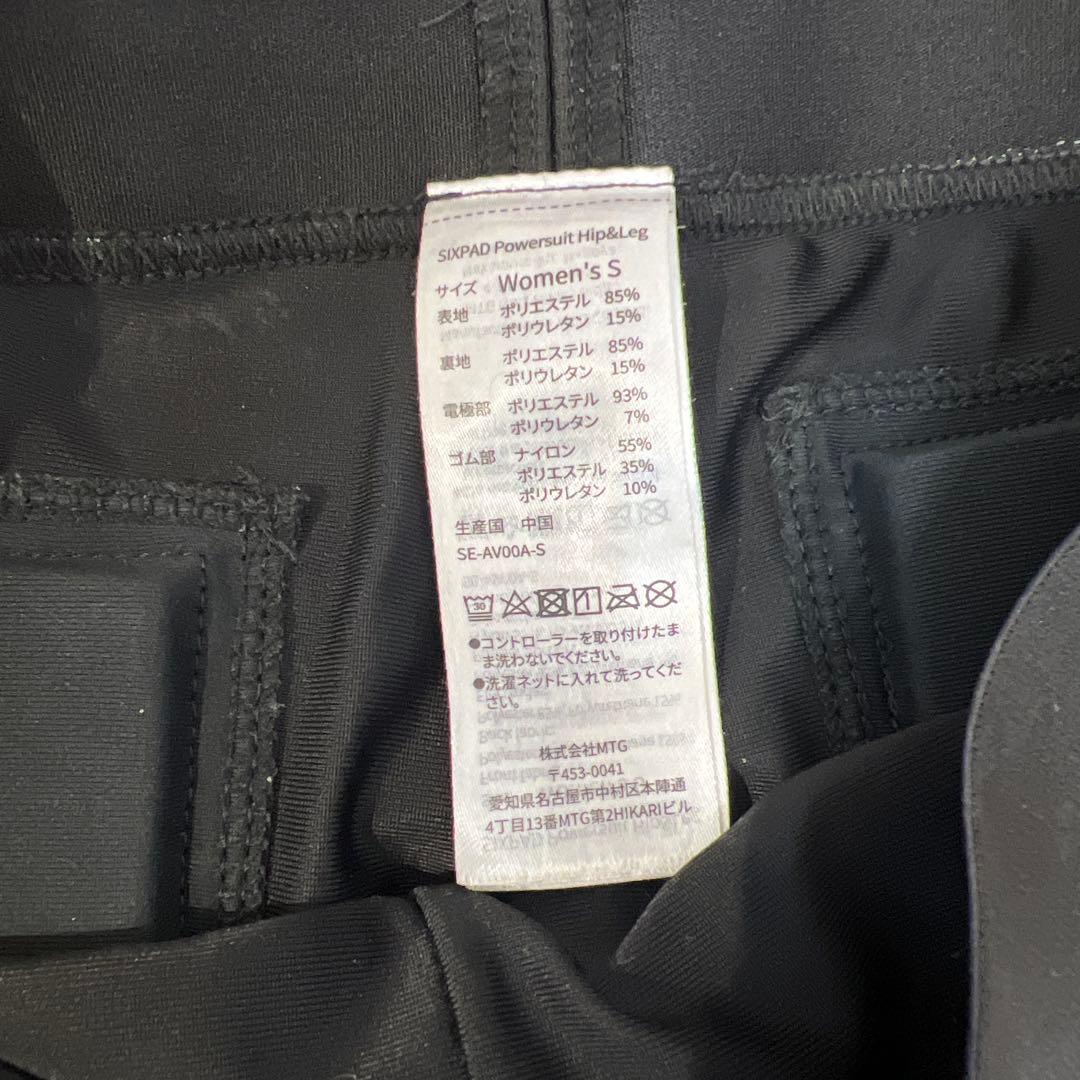 SIXPAD Powersuit Hip&Leg
サイズ Women's S
表地 ポリエステル 85%
ポリウレタン 15%
裏地 ポリエステル 85%
ポリウレタン 15%
電極部 ポリエステル 93%
ポリウレタン 7%
ゴム部 ナイロン 55%
ポリエステル 35%
ポリウレタン 10%
生産国 中国
SE-AV00A-S
30
●コントローラーを取り付けたま
ま洗わないでください。
●洗濯ネットに入れて洗ってくだ
さい。
株式会社MTG
〒453-0041
愛知県名古屋市中村区本陣通
4丁目13番MTG第2HIKARIビル